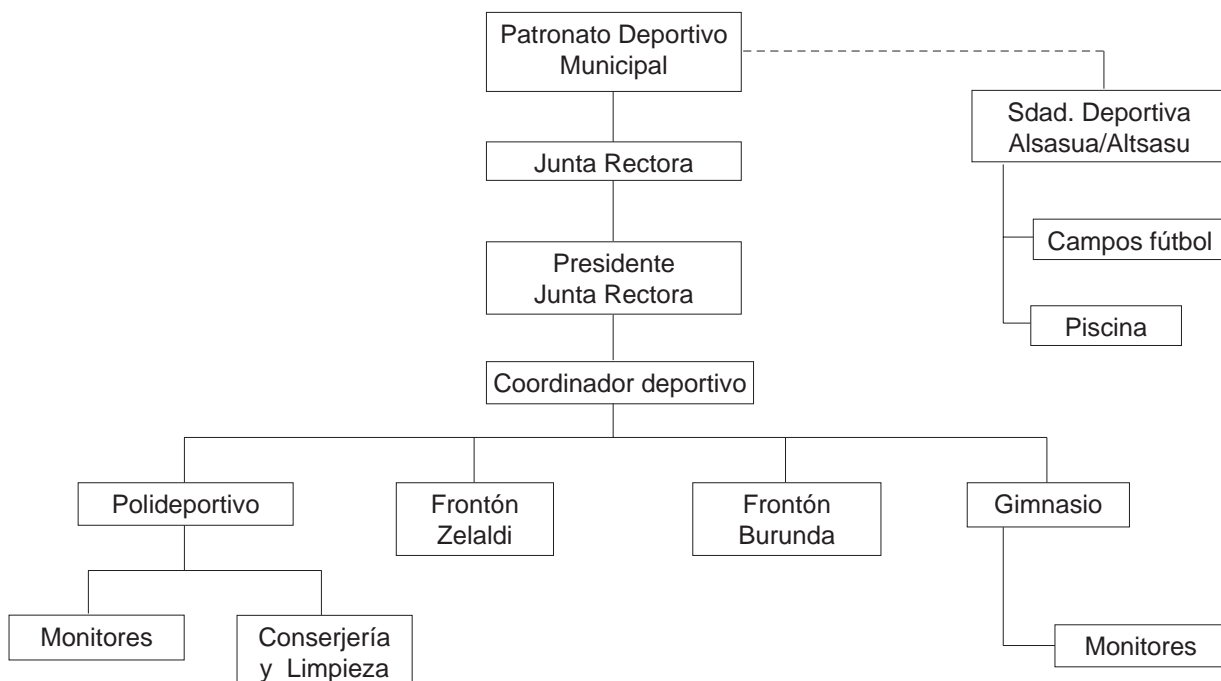 Patronato Deportivo
Municipal
Sdad. Deportiva
Alsasua/Altsasu
Junta Rectora
Campos fútbol
Presidente
Junta Rectora
Piscina
Coordinador deportivo
Polideportivo
Frontón
Zelaldi
Frontón
Burunda
Gimnasio
Monitores
Conserjería
y Limpieza
Monitores